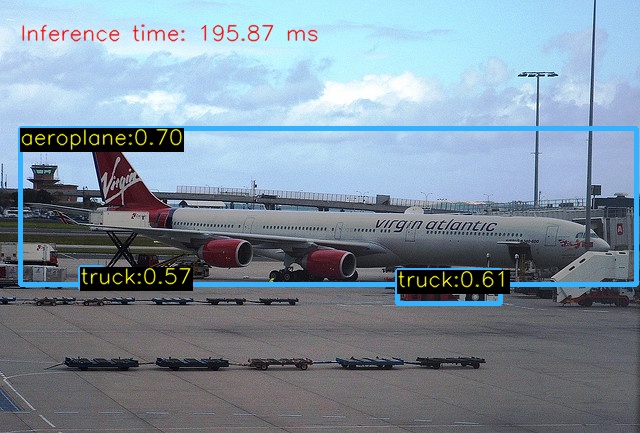 Inference time: 195.87 ms
aeroplane:0.70
Virgin
virgin atlantic
truck:0.57
truck:0.61